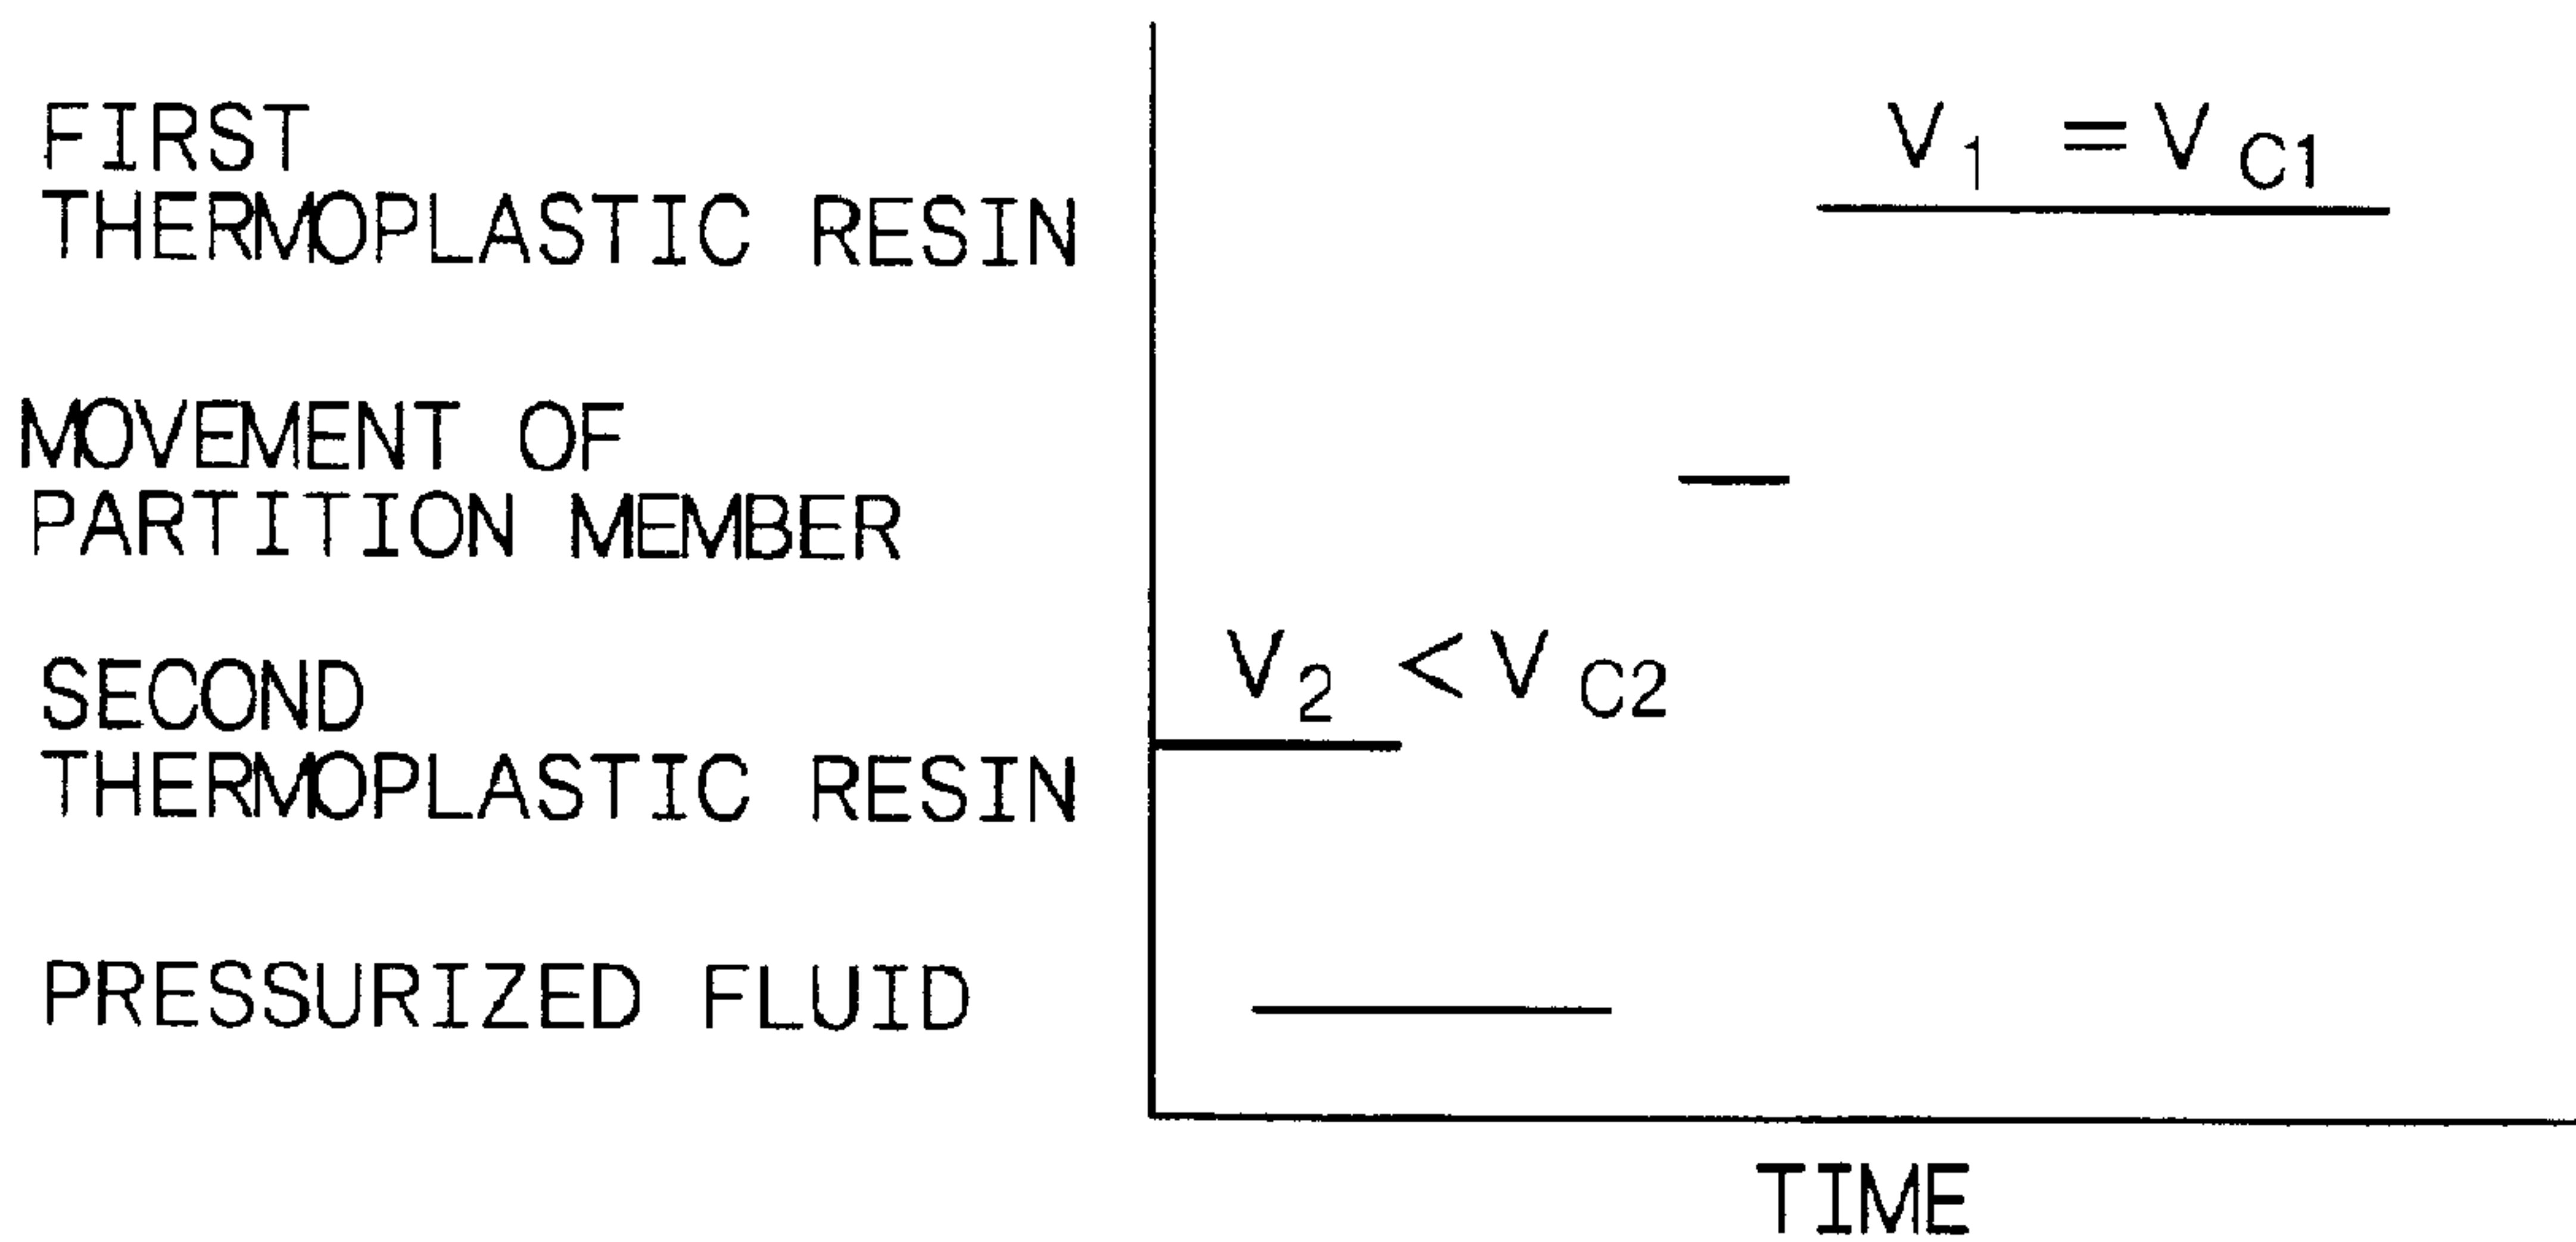 FIRST
THERMOPLASTIC RESIN
V1 = VC1
MOVEMENT OF
PARTITION MEMBER
SECOND
THERMOPLASTIC RESIN
V2 < VC2
PRESSURIZED FLUID
TIME